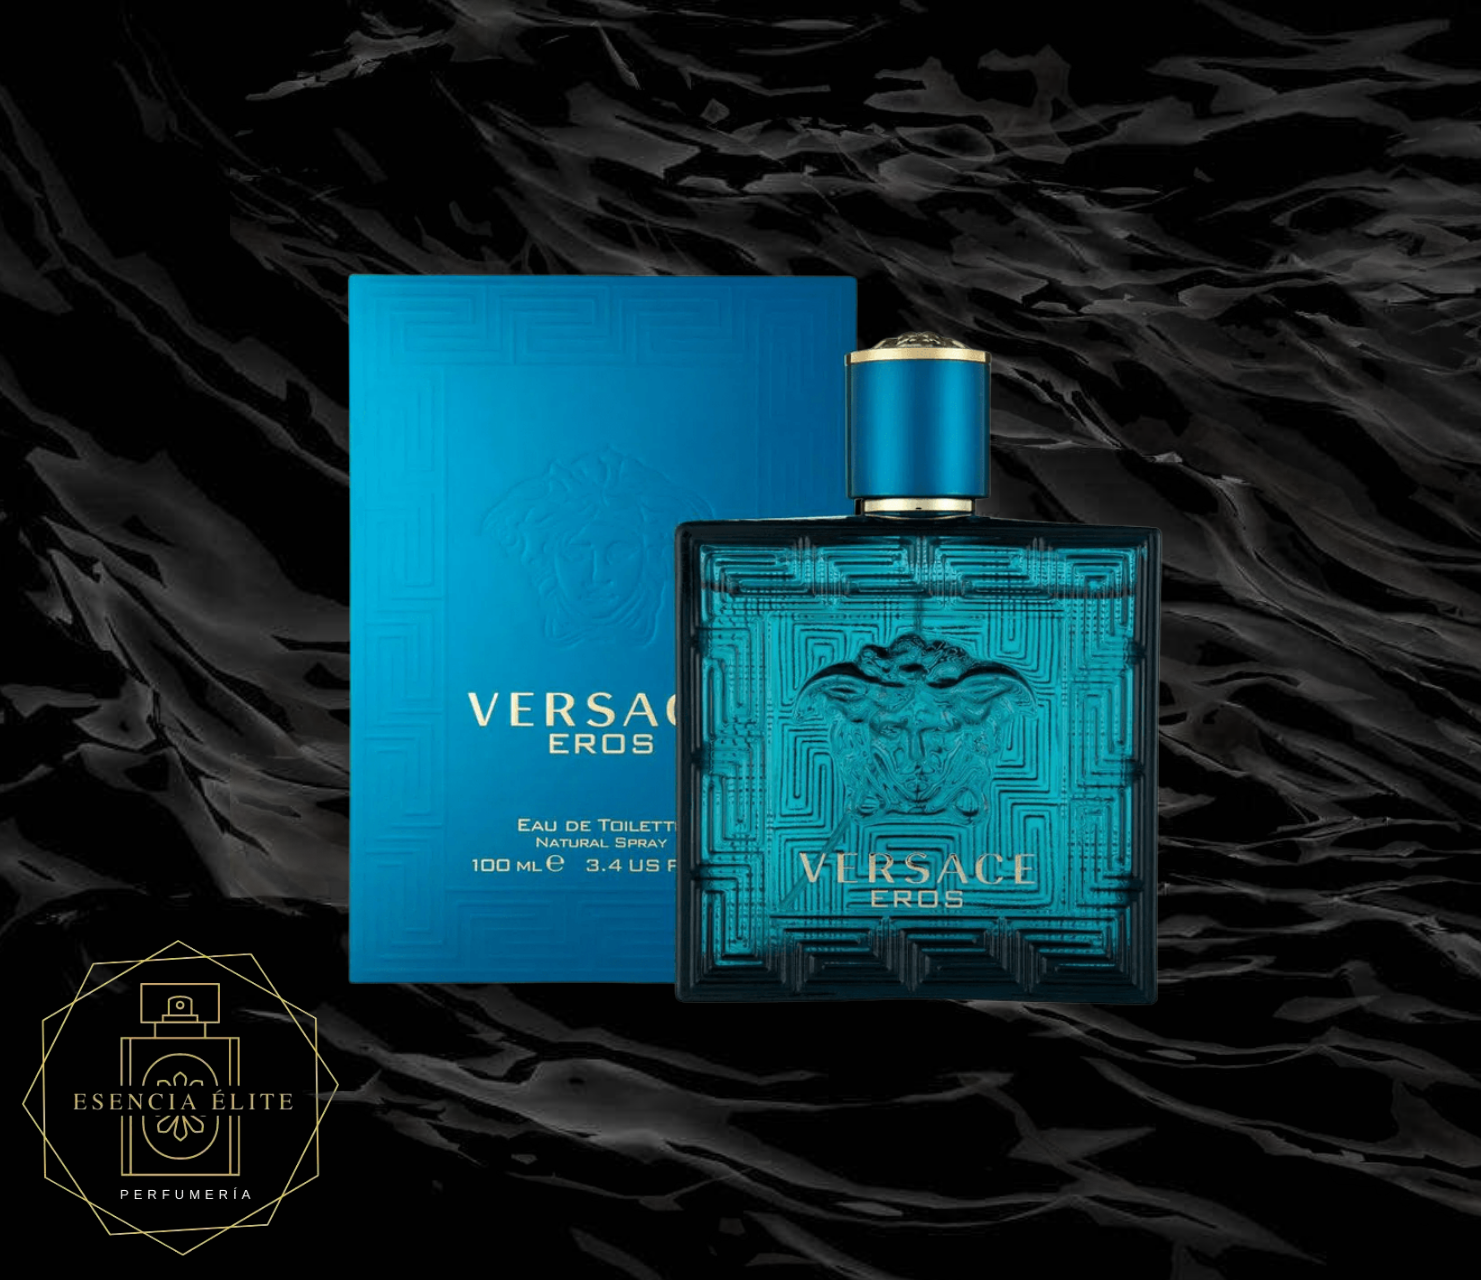 VERSAC
EROS
EAU DE TOILETT
NATURAL SPRAY
100 ML℮ 3.4 US F
VERSACE
EROS
ESENCIA ÉLITE
PERFUMERÍA